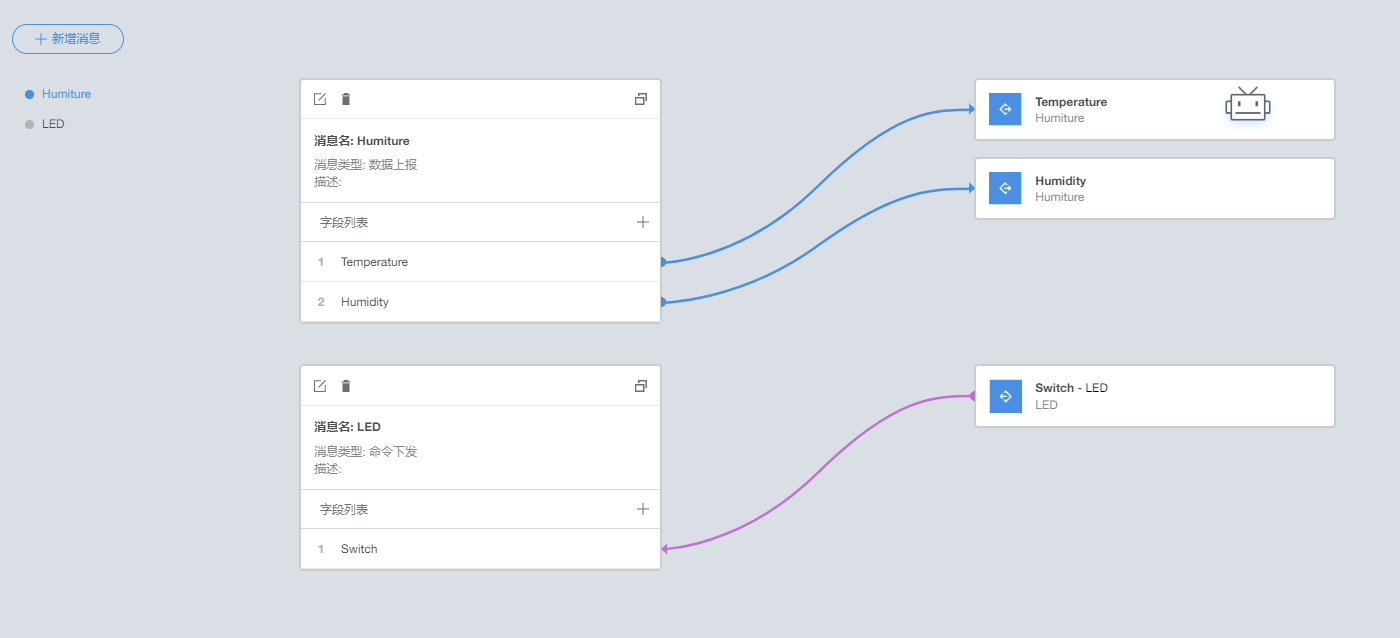 新增消息
Humiture
LED
消息名: Humiture
消息类型: 数据上报
描述:
字段列表
1 Temperature
2 Humidity
消息名: LED
消息类型: 命令下发
描述:
字段列表
1 Switch
Temperature
Humiture
Humidity
Humiture
Switch - LED
LED